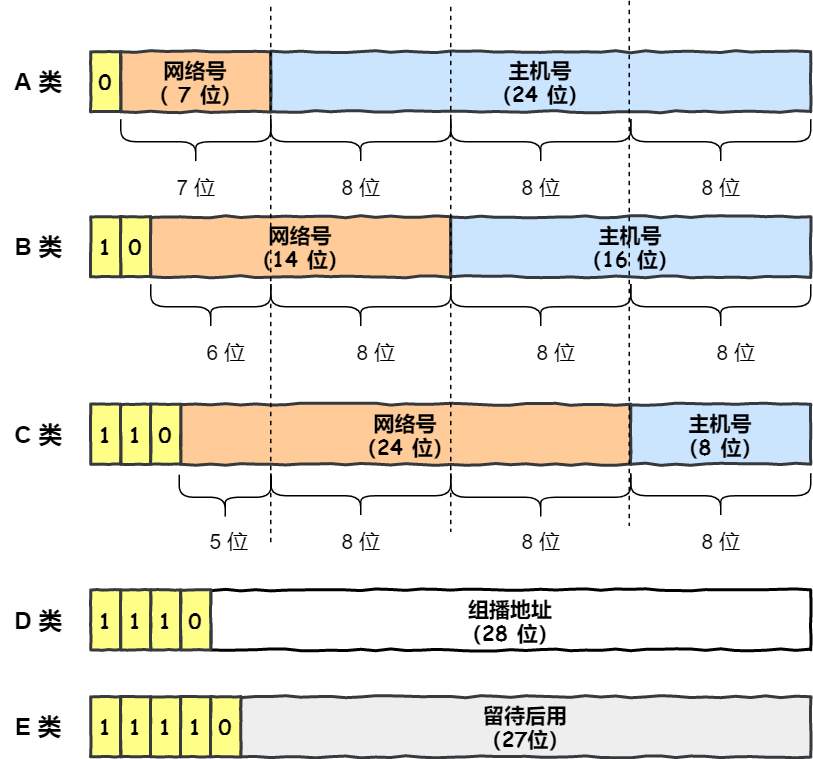 A 类
0
网络号
( 7 位)
主机号
(24 位)
7 位
8 位
8 位
8 位
B 类
1 0
网络号
(14 位)
主机号
(16 位)
6 位
8 位
8 位
8 位
C 类
1 1 0
网络号
(24 位)
主机号
(8 位)
5 位
8 位
8 位
8 位
D 类
1 1 1 0
组播地址
(28 位)
E 类
1 1 1 1 0
留待后用
(27位)